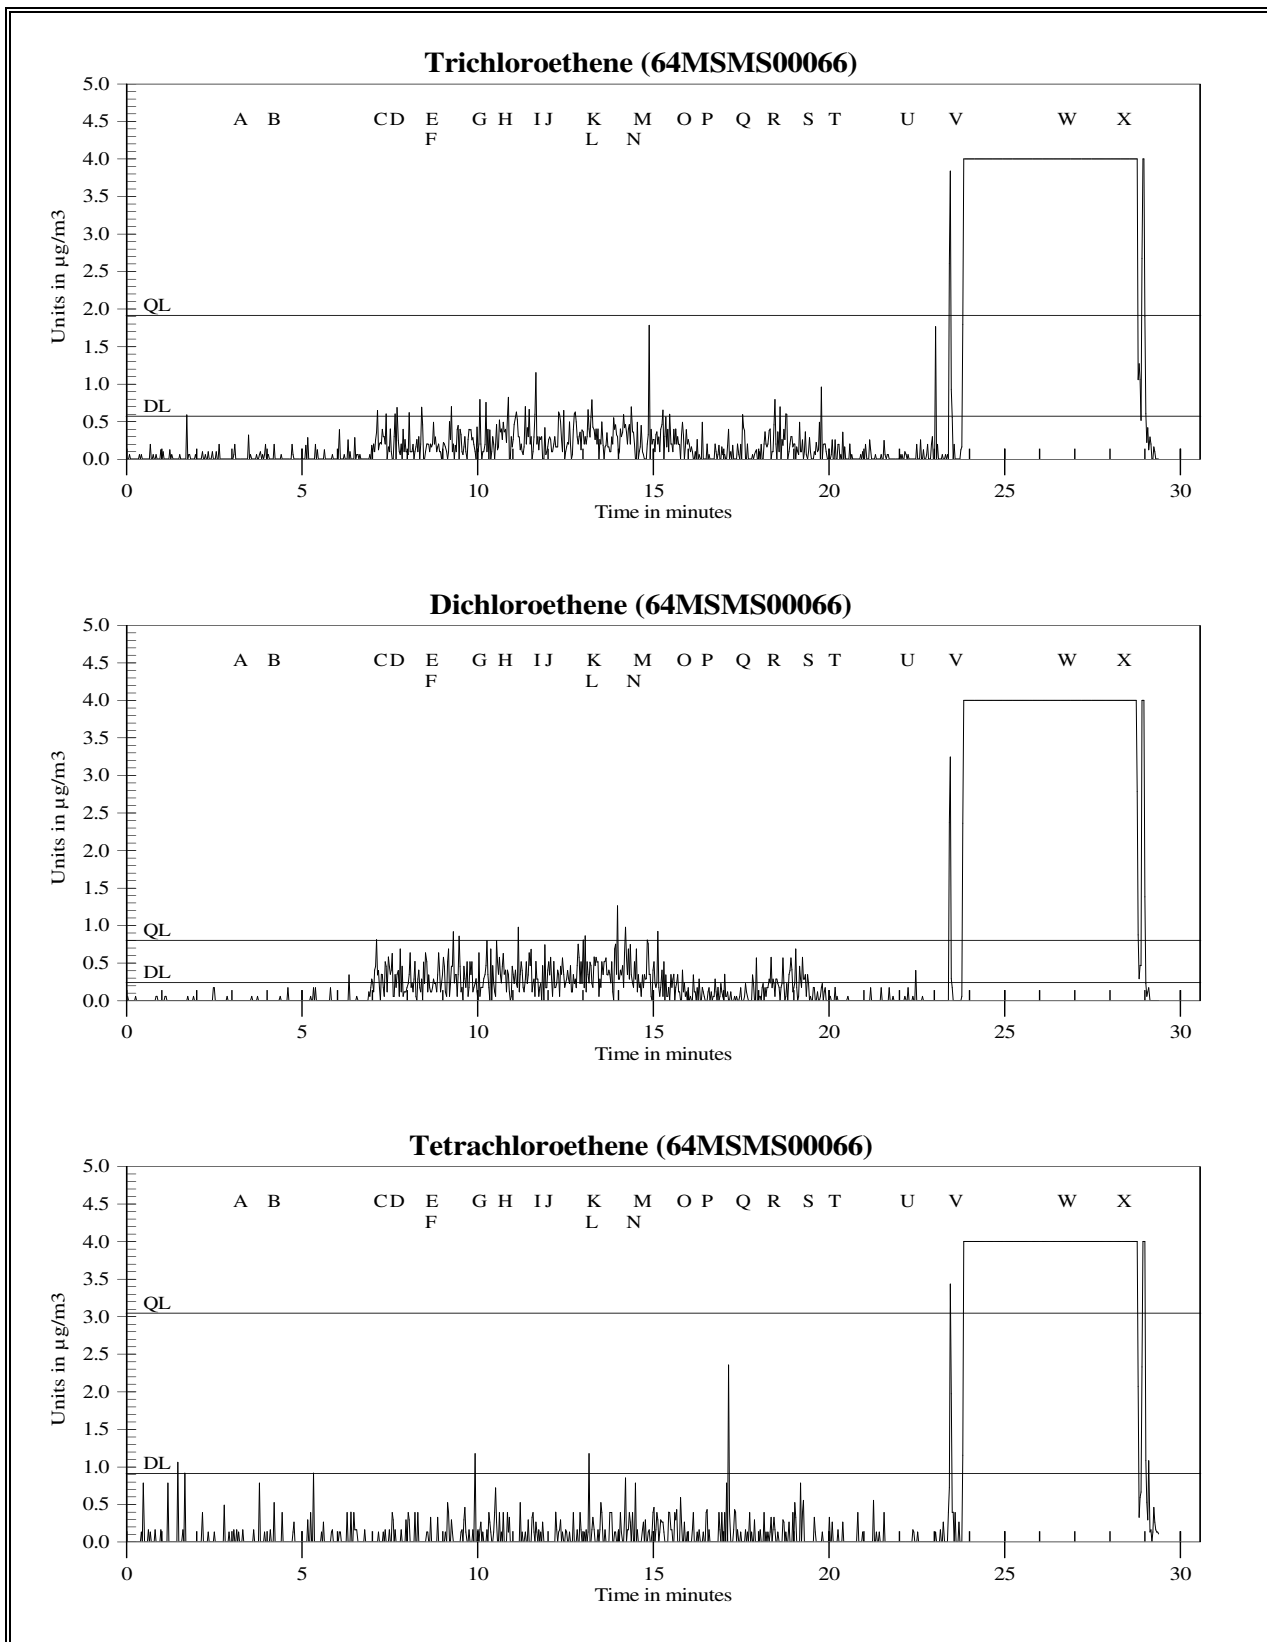 Trichloroethene (64MSMS00066)
5.0
A B C D E G H I J K M O P Q R S T U V W X
4.5
F L N
4.0
3.5
3.0
2.5
2.0
QL
1.5
1.0
DL
0.5
0.0
0 5 10 15 20 25 30
Time in minutes
Units in µg/m3
Dichloroethene (64MSMS00066)
5.0
A B C D E G H I J K M O P Q R S T U V W X
4.5
F L N
4.0
3.5
3.0
2.5
2.0
1.5
1.0
QL
0.5
DL
0.0
0 5 10 15 20 25 30
Time in minutes
Units in µg/m3
Tetrachloroethene (64MSMS00066)
5.0
A B C D E G H I J K M O P Q R S T U V W X
4.5
F L N
4.0
3.5
QL
3.0
2.5
2.0
1.5
DL
1.0
0.5
0.0
0 5 10 15 20 25 30
Time in minutes
Units in µg/m3